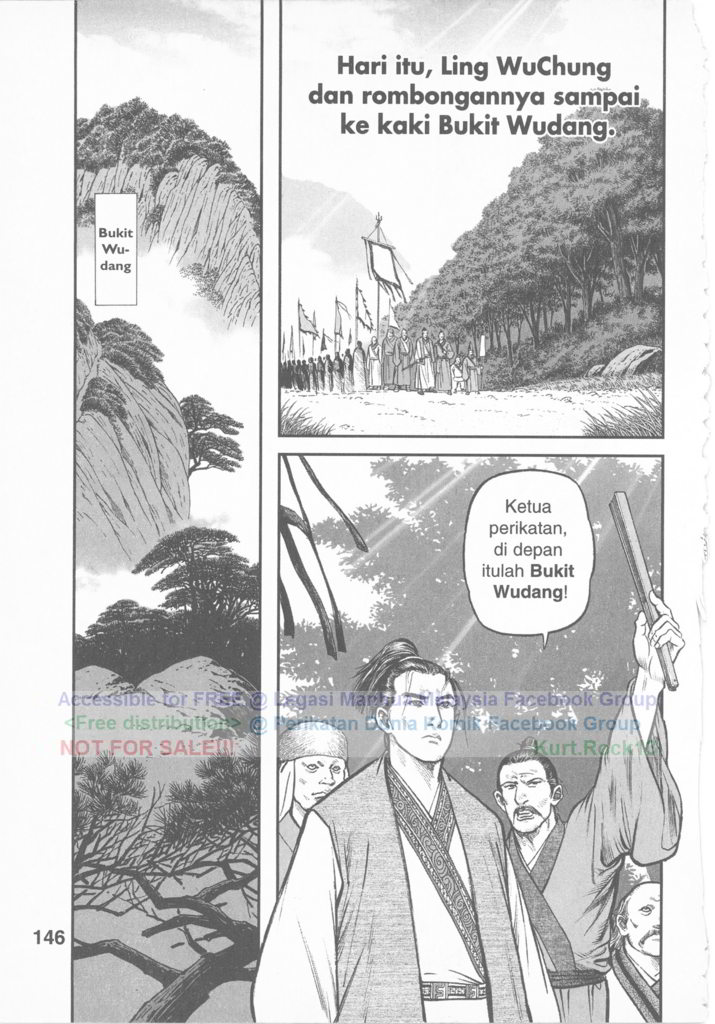 Hari itu, Ling WuChung
dan rombongannya sampai
ke kaki Bukit Wudang.
Bukit
Wu-
dang
Ketua
perikatan,
di depan
itulah Bukit
Wudang!
Accessible for FREE @ Legasi Manhua Malaysia Facebook Group
<Free distribution> @ Perikatan Dunia Komik Facebook Group
NOT FOR SALE!!! Kurt.Rock12
146